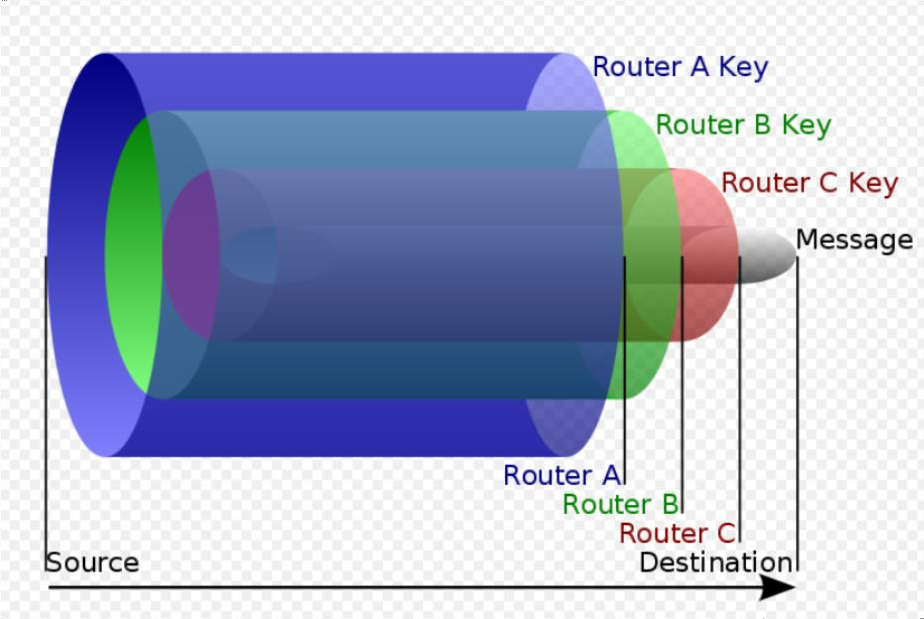 Router A Key
Router B Key
Router C Key
Message
Router A
Router B
Router C
Source
Destination